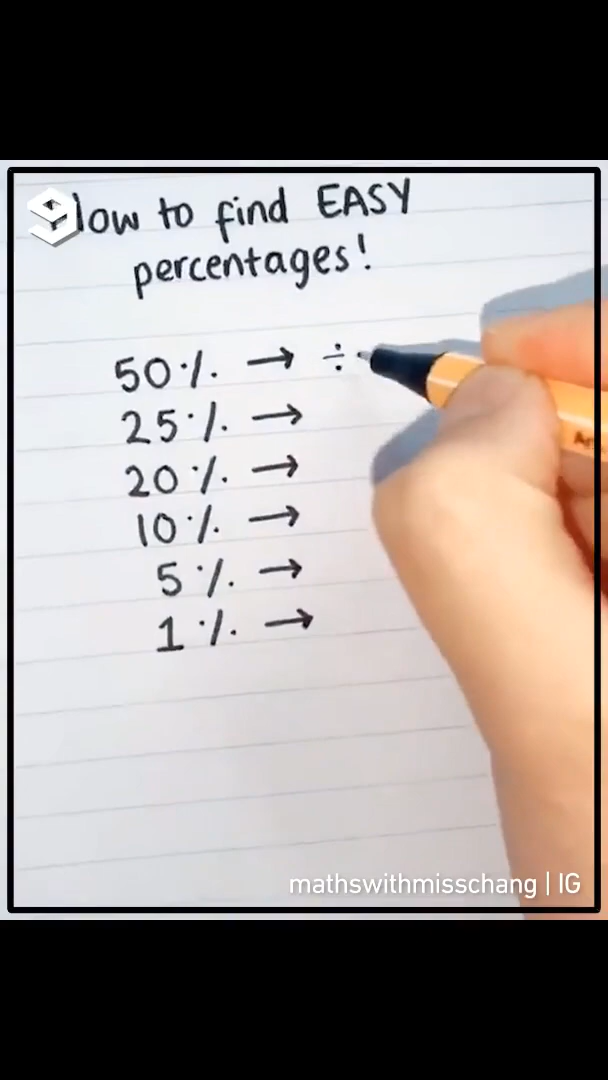 How to find EASY
percentages!
50% → ÷
25% →
20% →
10% →
5% →
1% →
mathswithmisschang | IG